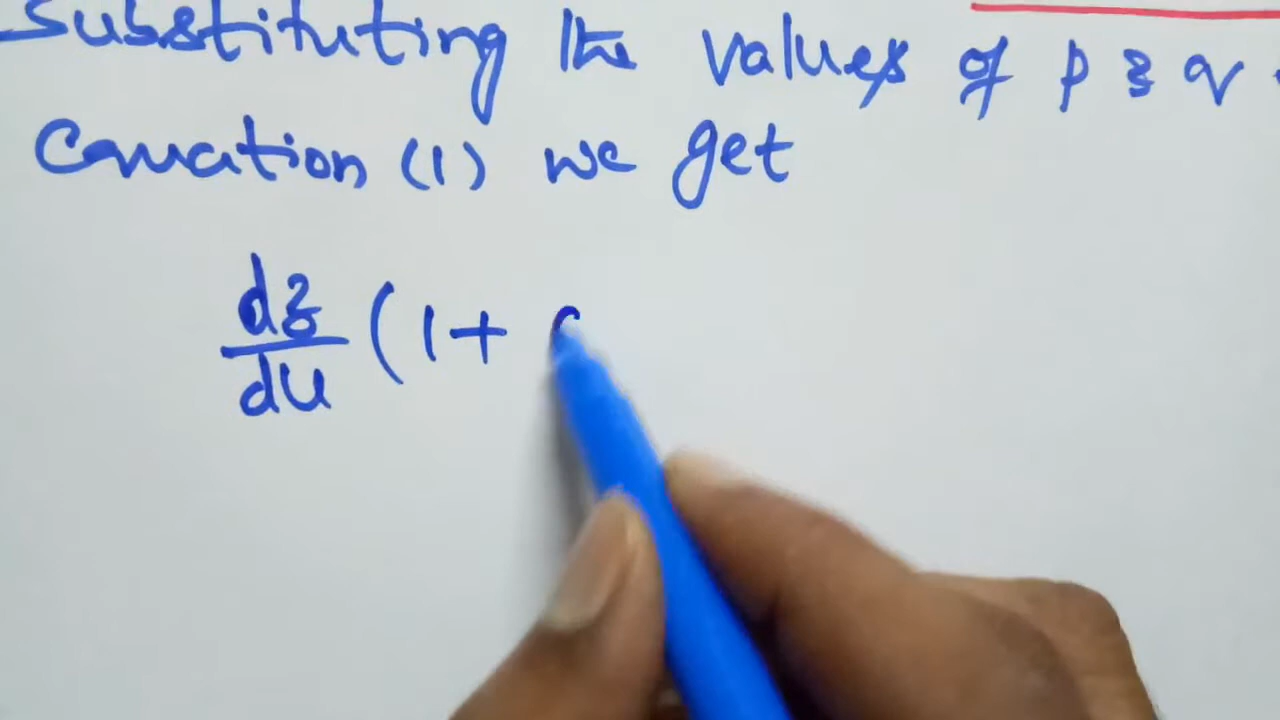 Substituting the values of p & q
Equation (1) we get
dz/du (1+